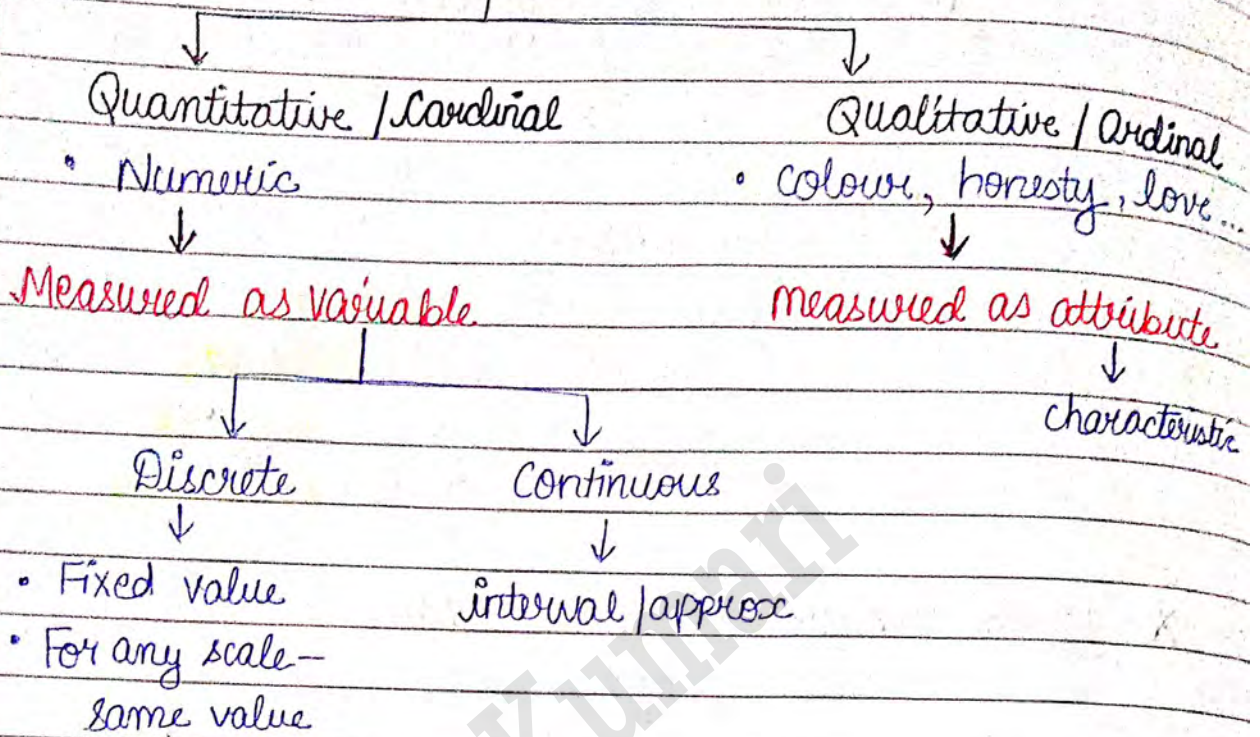 Quantitative / Cardinal
Qualitative / Ordinal
• Numeric
• colour, honesty, love...
Measured as variable
measured as attribute
characteristic
Discrete
Continuous
• Fixed value
interval / approx
• For any scale -
same value
Kumari